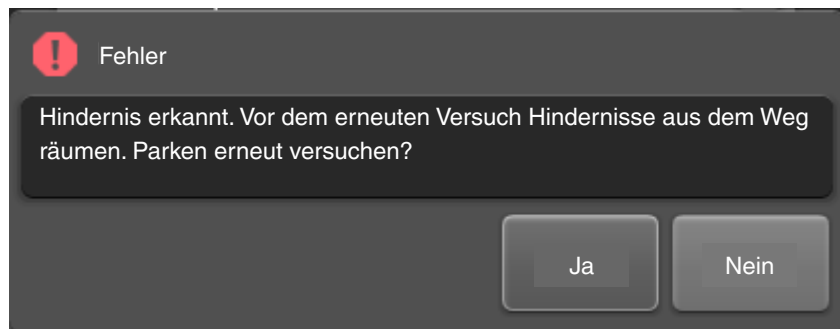 Fehler
Hindernis erkannt. Vor dem erneuten Versuch Hindernisse aus dem Weg
räumen. Parken erneut versuchen?
Ja
Nein